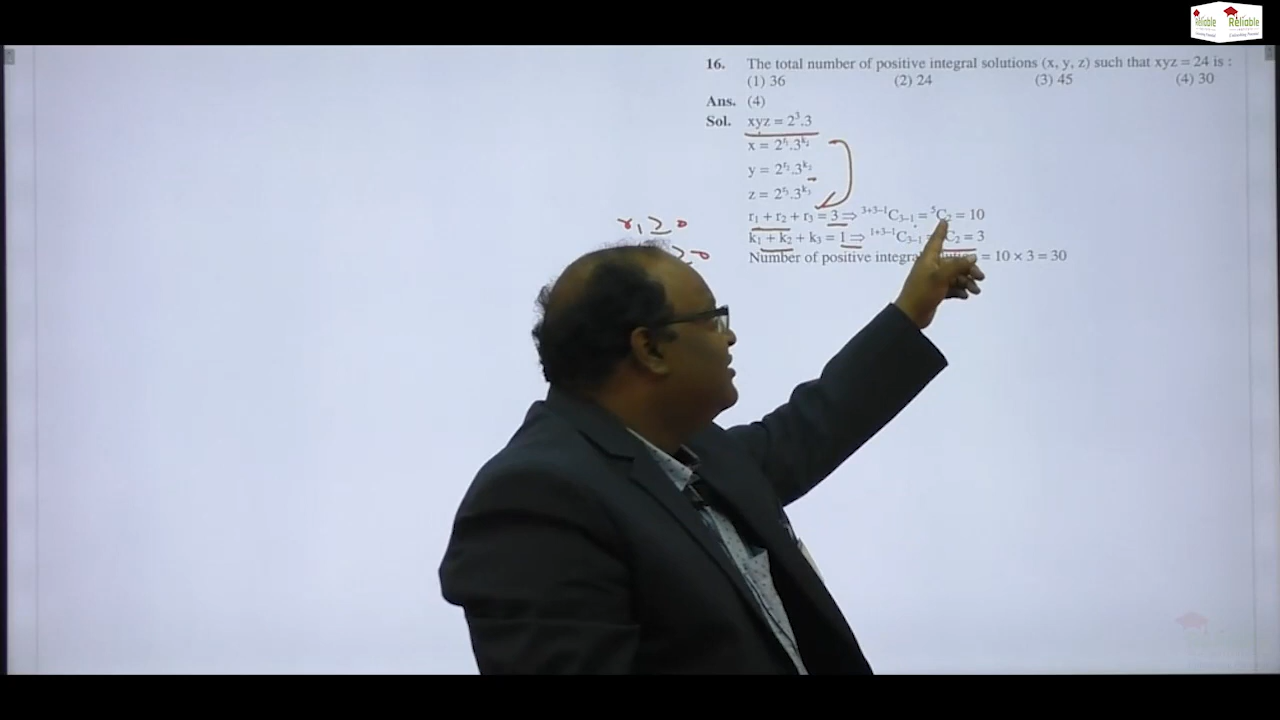 Reliable
Reliable
16. The total number of positive integral solutions (x, y, z) such that xyz = 24 is :
(1) 36 (2) 24 (3) 45 (4) 30
Ans. (4)
Sol. xyz = 2³.3
x = 2^r₁.3^k₁
y = 2^r₂.3^k₂
z = 2^r₃.3^k₃
r₁ + r₂ + r₃ = 3 ⇒ ³⁺³⁻¹C₃₋₁ = ⁵C₂ = 10
r₁ ≥ 0
k₁ + k₂ + k₃ = 1 ⇒ ¹⁺³⁻¹C₃₋₁ = C₂ = 3
≥ 0
Number of positive = 10 × 3 = 30